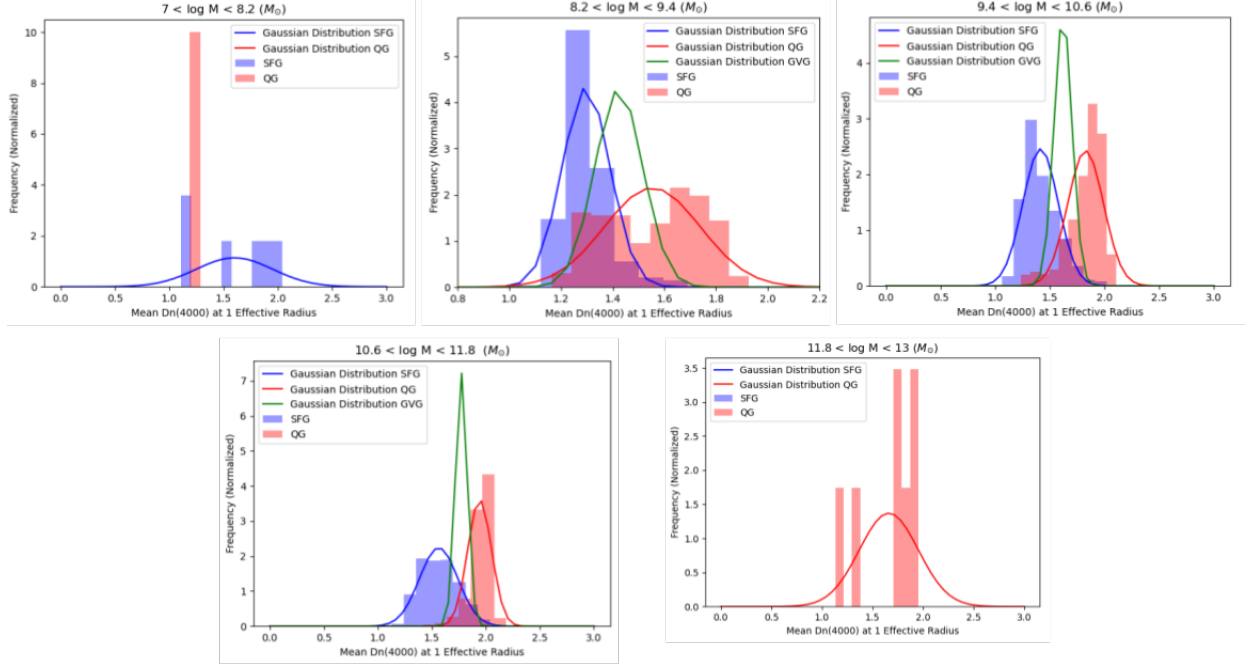 7 < log M < 8.2 (M⊙)
Frequency (Normalized)
10
8
6
4
2
0
Gaussian Distribution SFG
Gaussian Distribution QG
SFG
QG
0.0 0.5 1.0 1.5 2.0 2.5 3.0
Mean Dn(4000) at 1 Effective Radius
8.2 < log M < 9.4 (M⊙)
Frequency (Normalized)
5
4
3
2
1
0
Gaussian Distribution SFG
Gaussian Distribution QG
Gaussian Distribution GVG
SFG
QG
0.8 1.0 1.2 1.4 1.6 1.8 2.0 2.2
Mean Dn(4000) at 1 Effective Radius
9.4 < log M < 10.6 (M⊙)
Frequency (Normalized)
4
3
2
1
0
Gaussian Distribution SFG
Gaussian Distribution QG
Gaussian Distribution GVG
SFG
QG
0.0 0.5 1.0 1.5 2.0 2.5 3.0
Mean Dn(4000) at 1 Effective Radius
10.6 < log M < 11.8 (M⊙)
Frequency (Normalized)
7
6
5
4
3
2
1
0
Gaussian Distribution SFG
Gaussian Distribution QG
Gaussian Distribution GVG
SFG
QG
0.0 0.5 1.0 1.5 2.0 2.5 3.0
Mean Dn(4000) at 1 Effective Radius
11.8 < log M < 13 (M⊙)
Frequency (Normalized)
3.5
3.0
2.5
2.0
1.5
1.0
0.5
0.0
Gaussian Distribution SFG
Gaussian Distribution QG
SFG
QG
0.0 0.5 1.0 1.5 2.0 2.5 3.0
Mean Dn(4000) at 1 Effective Radius